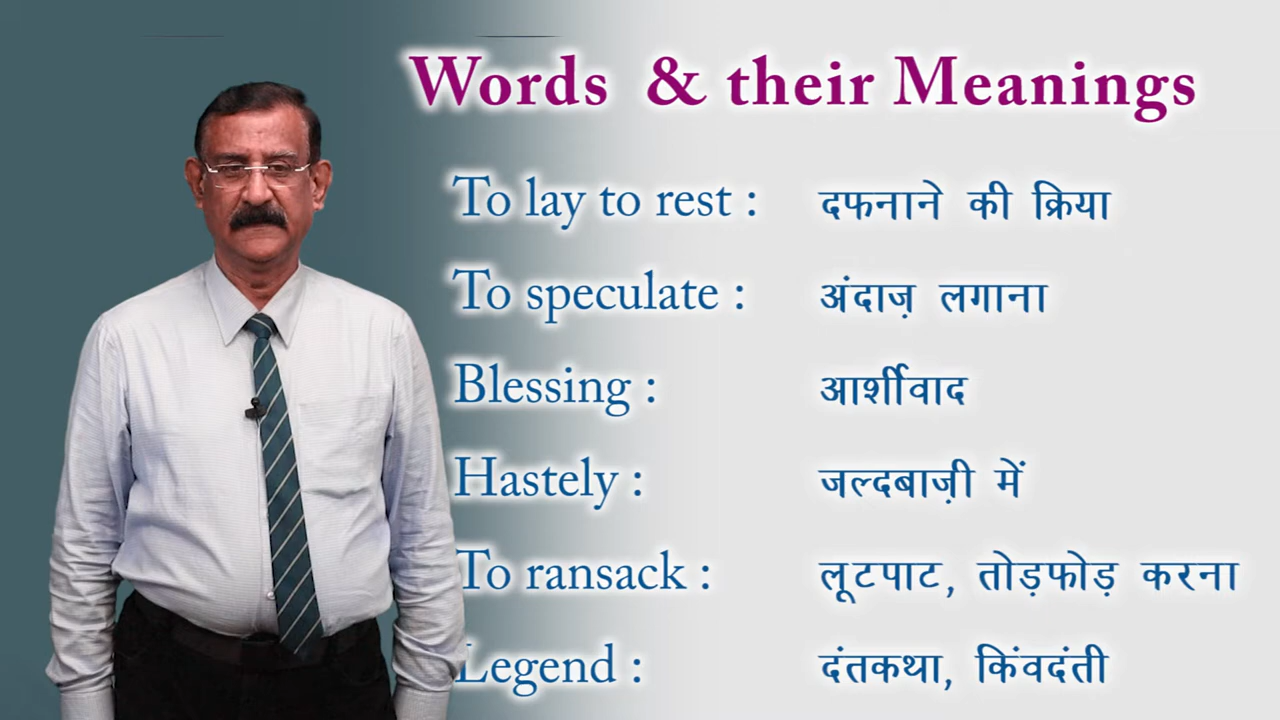 Words & their Meanings
To lay to rest : दफनाने की क्रिया
To speculate : अंदाज़ लगाना
Blessing : आर्शीवाद
Hastely : जल्दबाज़ी में
To ransack : लूटपाट, तोड़फोड़ करना
Legend : दंतकथा, किंवदंती